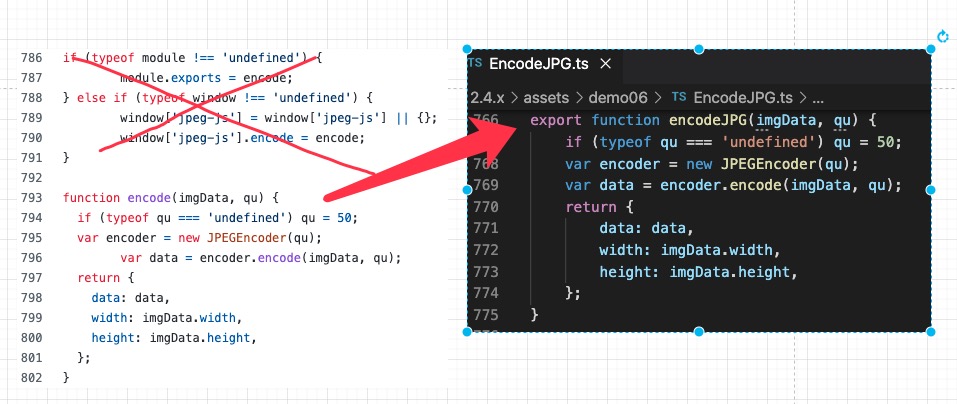 786 if (typeof module !== 'undefined') {
787 module.exports = encode;
788 } else if (typeof window !== 'undefined') {
789 window['jpeg-js'] = window['jpeg-js'] || {};
790 window['jpeg-js'].encode = encode;
791 }
792
793 function encode(imgData, qu) {
794 if (typeof qu === 'undefined') qu = 50;
795 var encoder = new JPEGEncoder(qu);
796 var data = encoder.encode(imgData, qu);
797 return {
798 data: data,
799 width: imgData.width,
800 height: imgData.height,
801 };
802 }
TS EncodeJPG.ts ×
2.4.x > assets > demo06 > TS EncodeJPG.ts > ...
766 export function encodeJPG(imgData, qu) {
if (typeof qu === 'undefined') qu = 50;
768 var encoder = new JPEGEncoder(qu);
769 var data = encoder.encode(imgData, qu);
770 return {
771 data: data,
772 width: imgData.width,
773 height: imgData.height,
774 };
775 }